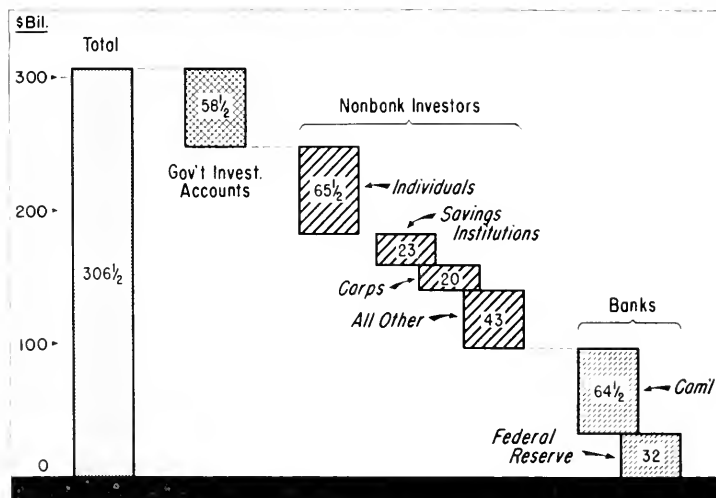 $Bil.
Total
300
58½
Gov't Invest.
Accounts
Nonbank Investors
65½
Individuals
Savings
Institutions
200
23
306½
Corps
20
All Other
43
Banks
100
64½
Com'l
Federal
Reserve
32
0